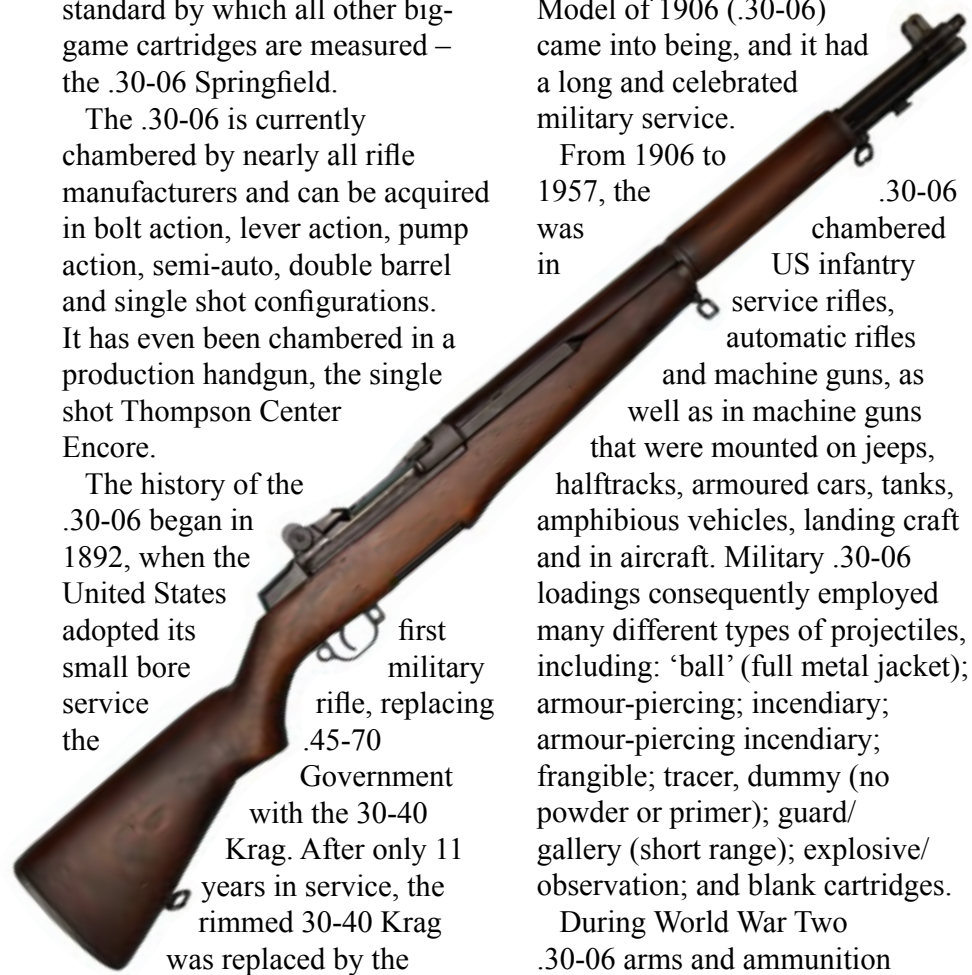 standard by which all other big-
game cartridges are measured –
the .30-06 Springfield.
The .30-06 is currently
chambered by nearly all rifle
manufacturers and can be acquired
in bolt action, lever action, pump
action, semi-auto, double barrel
and single shot configurations.
It has even been chambered in a
production handgun, the single
shot Thompson Center
Encore.
The history of the
.30-06 began in
1892, when the
United States
adopted its first
small bore military
service rifle, replacing
the .45-70
Government
with the 30-40
Krag. After only 11
years in service, the
rimmed 30-40 Krag
was replaced by the
Model of 1906 (.30-06)
came into being, and it had
a long and celebrated
military service.
From 1906 to
1957, the .30-06
was chambered
in US infantry
service rifles,
automatic rifles
and machine guns, as
well as in machine guns
that were mounted on jeeps,
halftracks, armoured cars, tanks,
amphibious vehicles, landing craft
and in aircraft. Military .30-06
loadings consequently employed
many different types of projectiles,
including: ‘ball’ (full metal jacket);
armour-piercing; incendiary;
armour-piercing incendiary;
frangible; tracer, dummy (no
powder or primer); guard/
gallery (short range); explosive/
observation; and blank cartridges.
During World War Two
.30-06 arms and ammunition